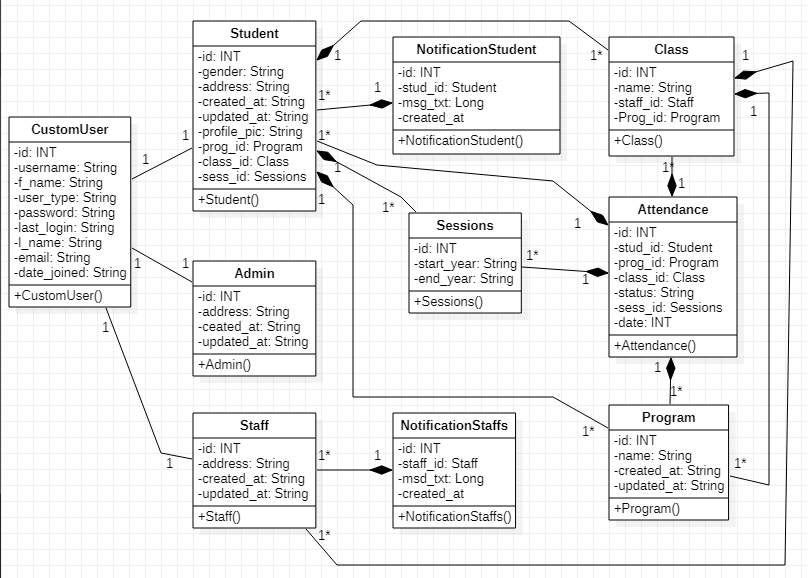 Student
-id: INT
-gender: String
-address: String
-created_at: String
-updated_at: String
-profile_pic: String
-prog_id: Program
-class_id: Class
-sess_id: Sessions
+Student()
NotificationStudent
-id: INT
-stud_id: Student
-msg_txt: Long
-created_at
+NotificationStudent()
Class
-id: INT
-name: String
-staff_id: Staff
-Prog_id: Program
+Class()
CustomUser
-id: INT
-username: String
-f_name: String
-user_type: String
-password: String
-last_login: String
-l_name: String
-email: String
-date_joined: String
+CustomUser()
Sessions
-id: INT
-start_year: String
-end_year: String
+Sessions()
Attendance
-id: INT
-stud_id: Student
-prog_id: Program
-class_id: Class
-status: String
-sess_id: Sessions
-date: INT
+Attendance()
Admin
-id: INT
-address: String
-ceated_at: String
-updated_at: String
+Admin()
Staff
-id: INT
-address: String
-created_at: String
-updated_at: String
+Staff()
NotificationStaffs
-id: INT
-staff_id: Staff
-msd_txt: Long
-created_at
+NotificationStaffs()
Program
-id: INT
-name: String
-created_at: String
-updated_at: String
+Program()
1
1*
1
1
1*
1
1
1
1*
1
1*
1
1*
1
1
1*
1
1*
1
1
1
1*
1*
1*
1
1
1*
1
1*